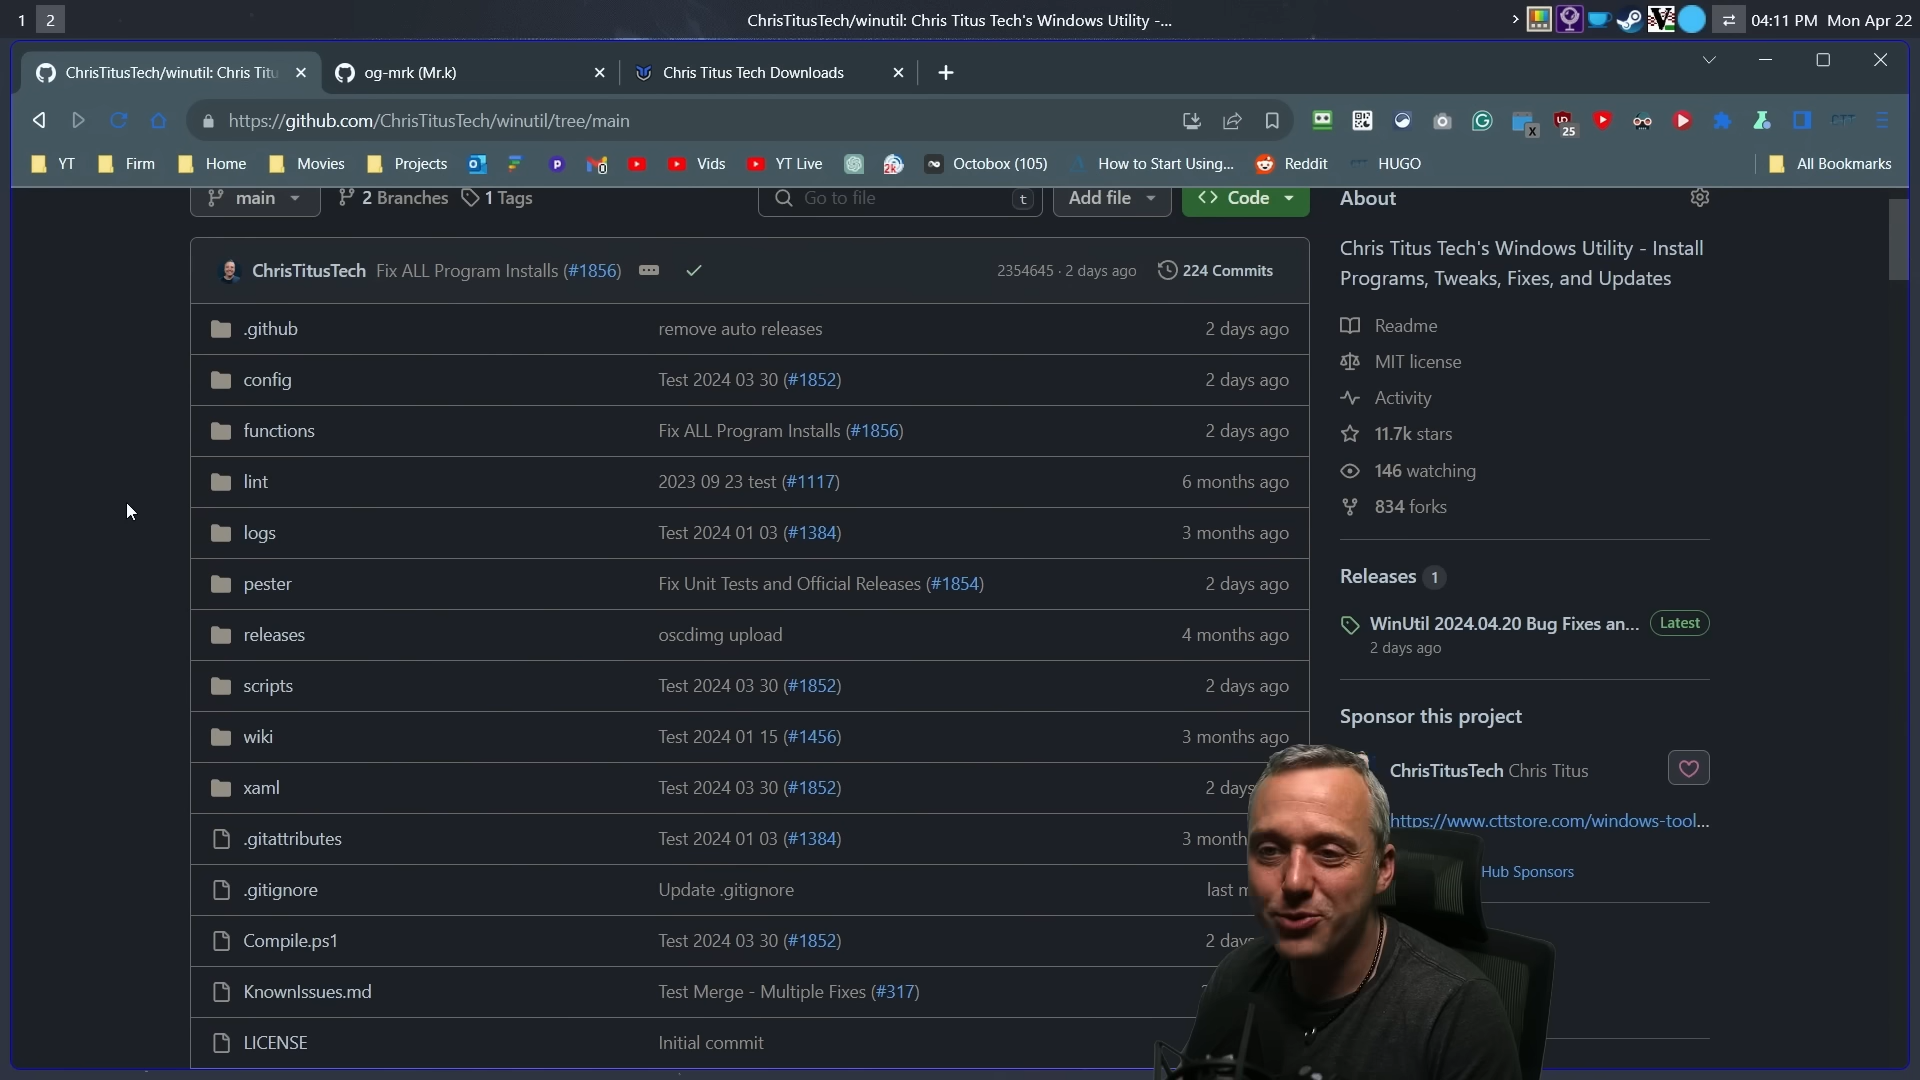 1 2 ChrisTitusTech/winutil: Chris Titus Tech's Windows Utility -... 04:11 PM Mon Apr 22
ChrisTitusTech/winutil: Chris Titu og-mrk (Mr.k) Chris Titus Tech Downloads
https://github.com/ChrisTitusTech/winutil/tree/main 25 X CTT
YT Firm Home Movies Projects Vids YT Live Octobox (105) How to Start Using... Reddit HUGO All Bookmarks
main 2 Branches 1 Tags Go to file t Add file Code About
Chris Titus Tech's Windows Utility - Install
Programs, Tweaks, Fixes, and Updates
ChrisTitusTech Fix ALL Program Installs (#1856) 2354645 · 2 days ago 224 Commits
.github remove auto releases 2 days ago
config Test 2024 03 30 (#1852) 2 days ago
functions Fix ALL Program Installs (#1856) 2 days ago
lint 2023 09 23 test (#1117) 6 months ago
logs Test 2024 01 03 (#1384) 3 months ago
pester Fix Unit Tests and Official Releases (#1854) 2 days ago
releases oscdimg upload 4 months ago
scripts Test 2024 03 30 (#1852) 2 days ago
wiki Test 2024 01 15 (#1456) 3 months ago
xaml Test 2024 03 30 (#1852) 2 days
.gitattributes Test 2024 01 03 (#1384) 3 month
.gitignore Update .gitignore last m
Compile.ps1 Test 2024 03 30 (#1852) 2 days
KnownIssues.md Test Merge - Multiple Fixes (#317)
LICENSE Initial commit
Readme
MIT license
Activity
11.7k stars
146 watching
834 forks
Releases 1
WinUtil 2024.04.20 Bug Fixes an... Latest
2 days ago
Sponsor this project
ChrisTitusTech Chris Titus
https://www.cttstore.com/windows-tool...
Hub Sponsors